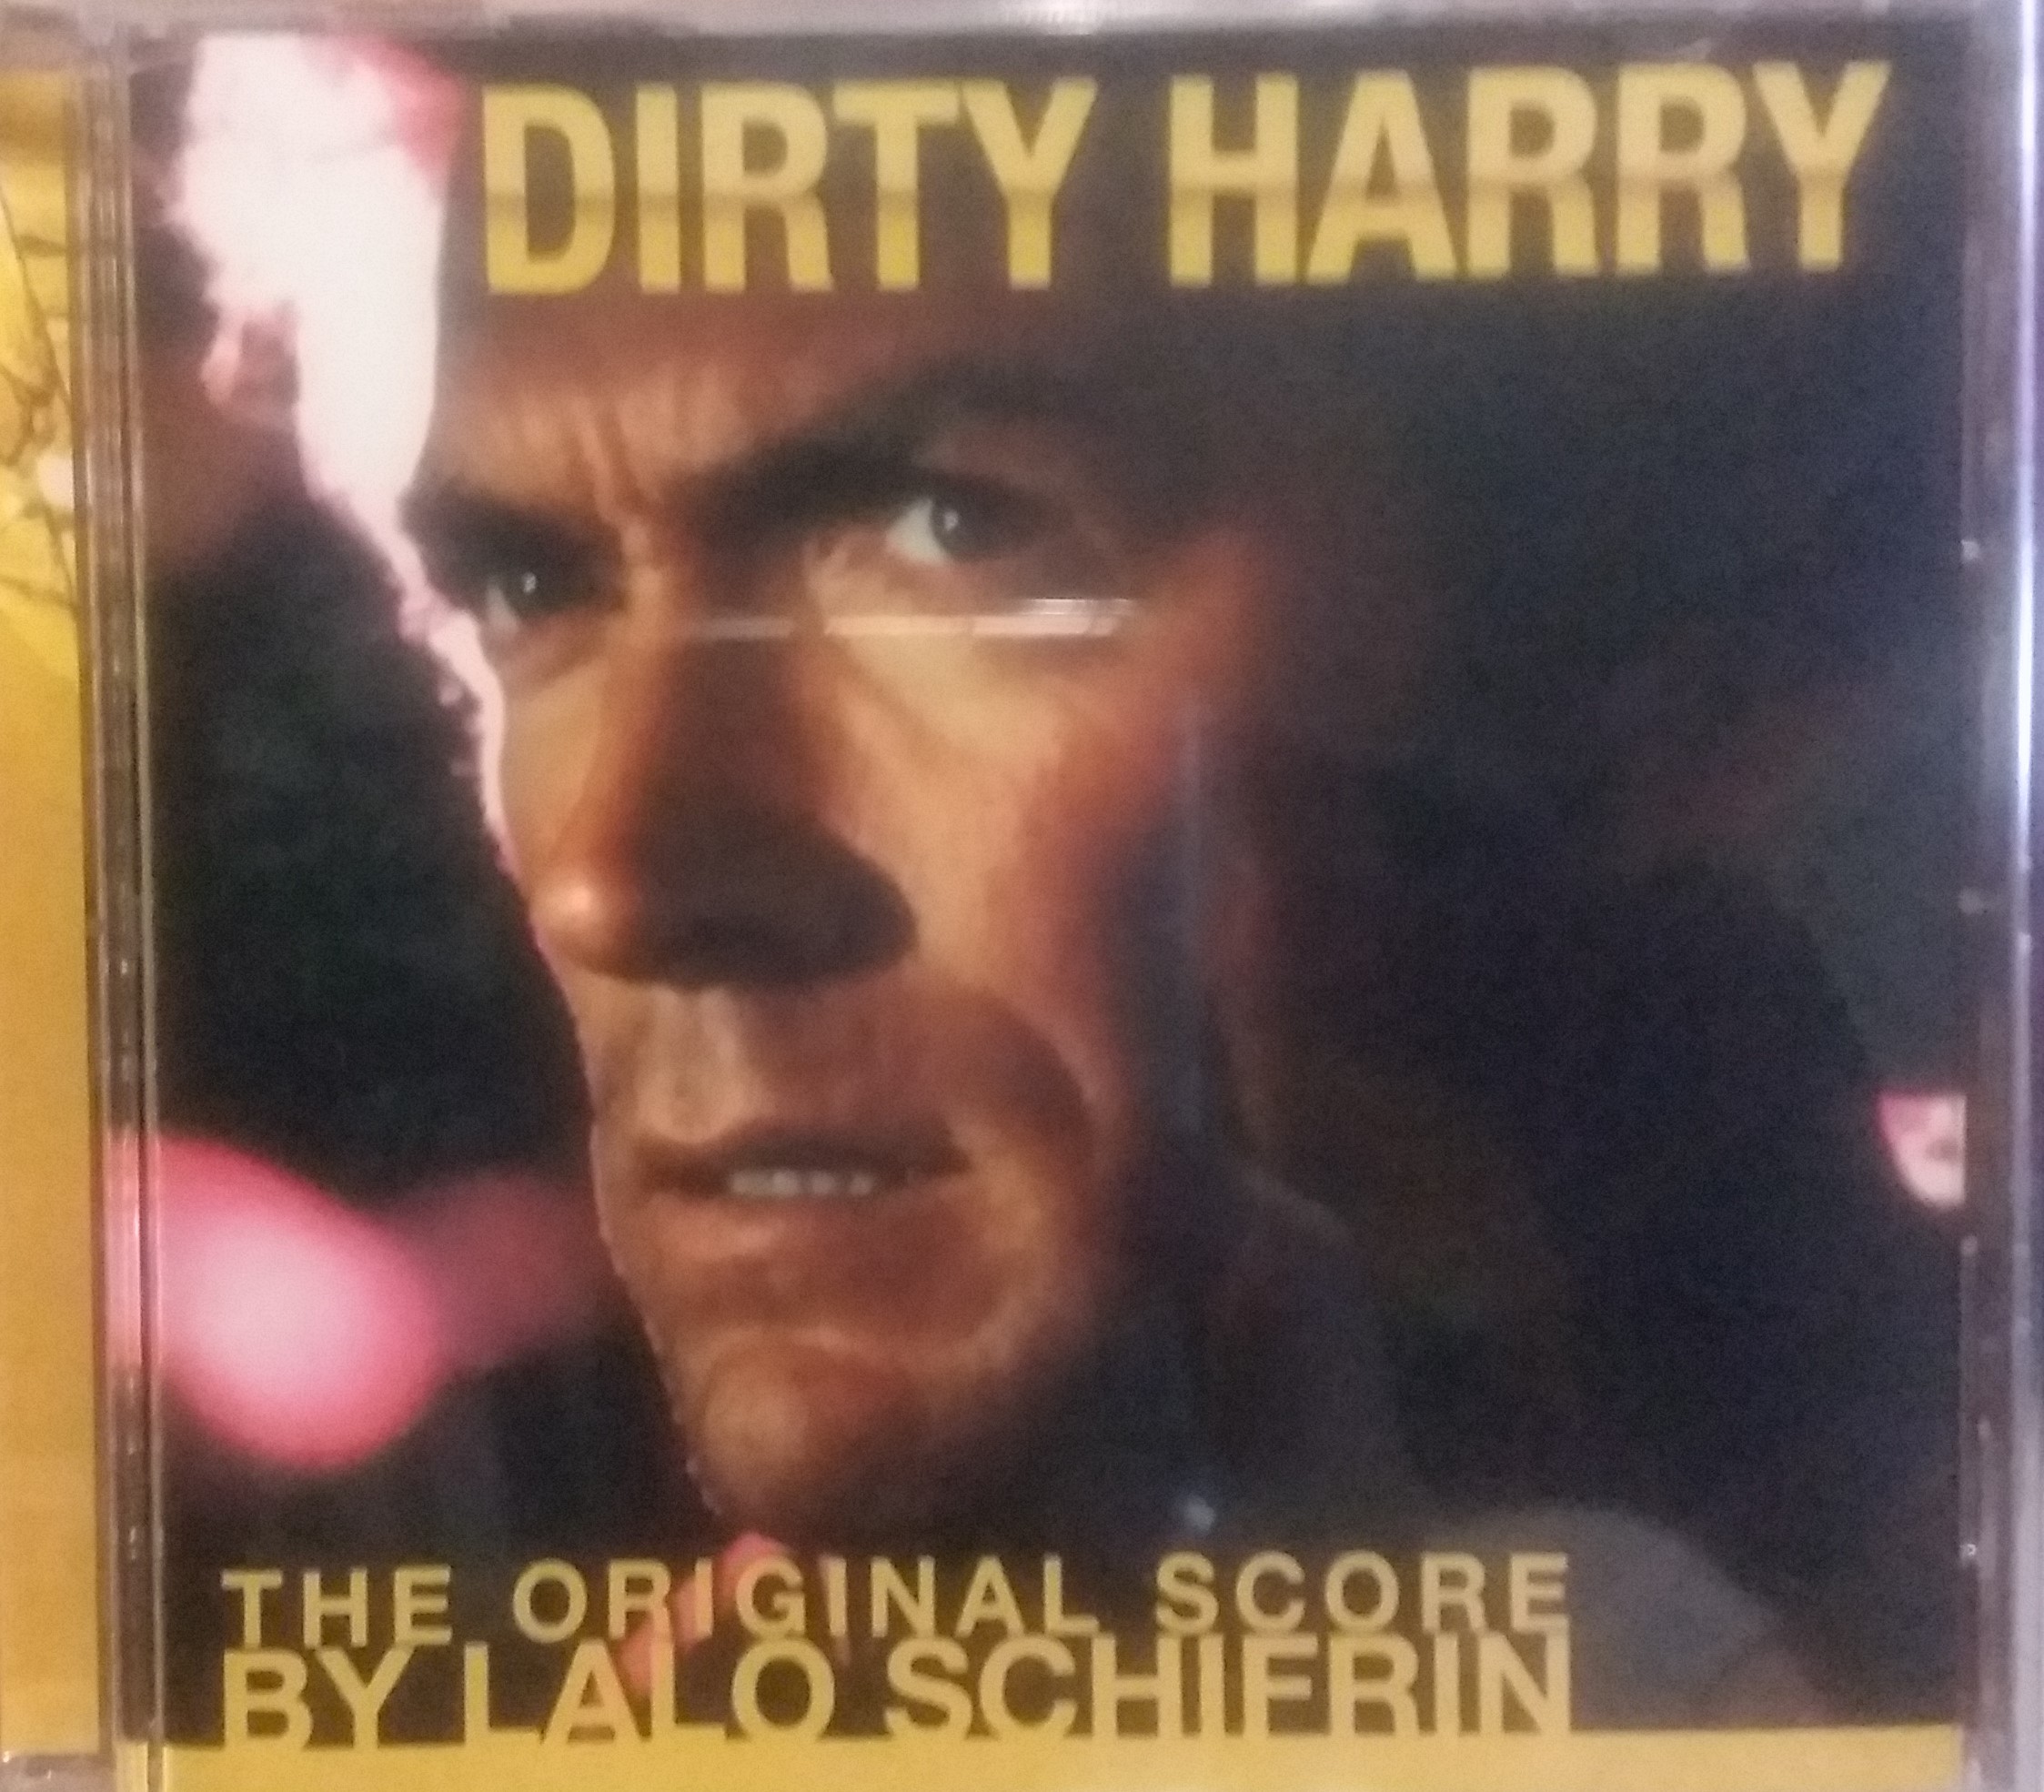 DIRTY HARRY
THE ORIGINAL SCORE
BY LALO SCHIFRIN